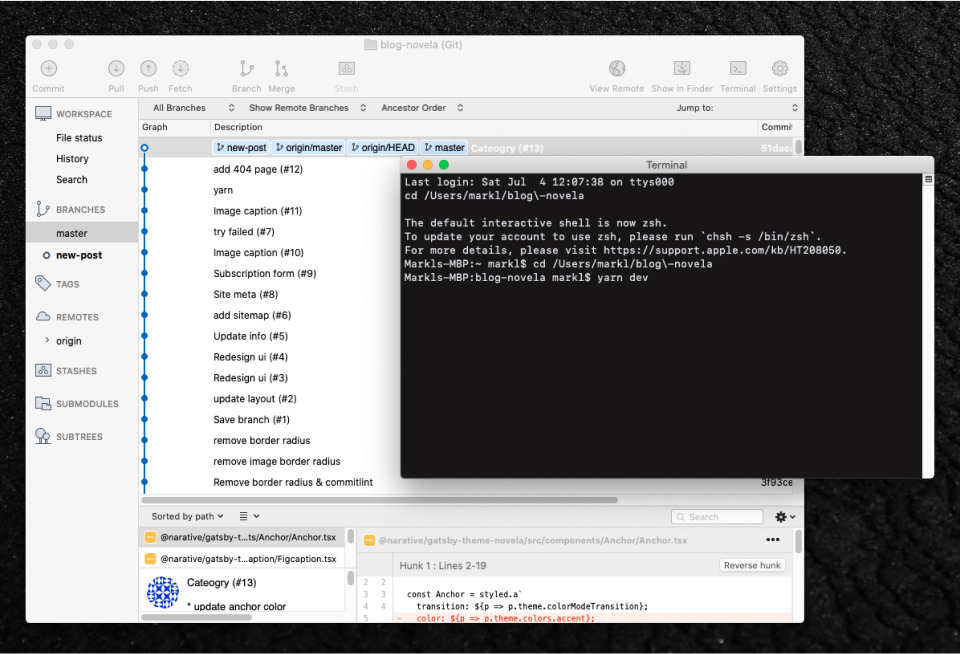 blog-novela (Git)
Commit
Pull
Push
Fetch
Branch
Merge
Stash
View Remote
Show in Finder
Terminal
Settings
WORKSPACE
File status
History
Search
BRANCHES
master
new-post
TAGS
REMOTES
origin
STASHES
SUBMODULES
SUBTREES
All Branches
Show Remote Branches
Ancestor Order
Jump to:
Graph
Description
Commit
new-post origin/master origin/HEAD master Cateogry (#13)
add 404 page (#12)
yarn
Image caption (#11)
try failed (#7)
Image caption (#10)
Subscription form (#9)
Site meta (#8)
add sitemap (#6)
Update info (#5)
Redesign ui (#4)
Redesign ui (#3)
update layout (#2)
Save branch (#1)
remove border radius
remove image border radius
Remove border radius & commitlint
3f93ce
Terminal
Last login: Sat Jul  4 12:07:38 on ttys000
cd /Users/markl/blog\-novela
The default interactive shell is now zsh.
To update your account to use zsh, please run `chsh -s /bin/zsh`.
For more details, please visit https://support.apple.com/kb/HT208050.
Markls-MBP:~ markl$ cd /Users/markl/blog\-novela
Markls-MBP:blog-novela markl$ yarn dev
Sorted by path
Search
@narative/gatsby-t...ts/Anchor/Anchor.tsx
@narative/gatsby-t...aption/Figcaption.tsx
Cateogry (#13)
* update anchor color
@narative/gatsby-theme-novela/src/components/Anchor/Anchor.tsx
Hunk 1 : Lines 2-19
Reverse hunk
2 2
3 3 const Anchor = styled.a`
4 4 transition: ${p => p.theme.colorModeTransition};
5 - color: ${p => p.theme.colors.accent};